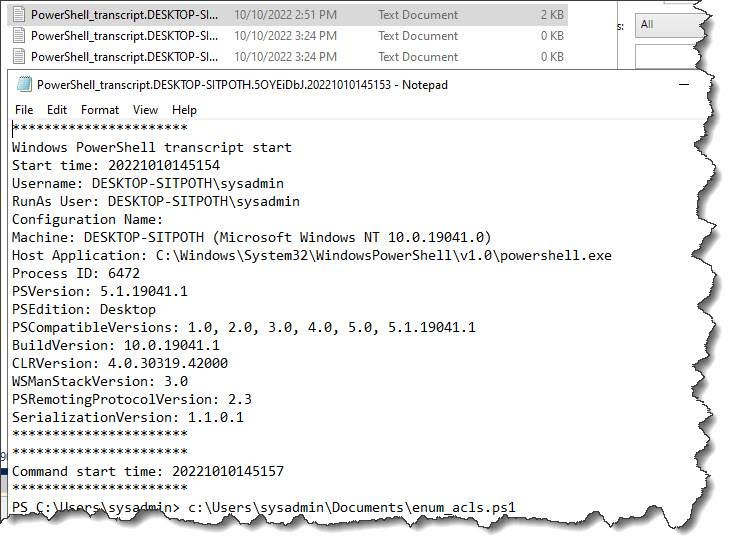 PowerShell_transcript.DESKTOP-SI... 10/10/2022 2:51 PM Text Document 2 KB
PowerShell_transcript.DESKTOP-SI... 10/10/2022 3:24 PM Text Document 0 KB
PowerShell_transcript.DESKTOP-SI... 10/10/2022 3:24 PM Text Document 0 KB
s: All
PowerShell_transcript.DESKTOP-SITPOTH.5OYEiDbJ.20221010145153 - Notepad
File Edit Format View Help
**********************
Windows PowerShell transcript start
Start time: 20221010145154
Username: DESKTOP-SITPOTH\sysadmin
RunAs User: DESKTOP-SITPOTH\sysadmin
Configuration Name:
Machine: DESKTOP-SITPOTH (Microsoft Windows NT 10.0.19041.0)
Host Application: C:\Windows\System32\WindowsPowerShell\v1.0\powershell.exe
Process ID: 6472
PSVersion: 5.1.19041.1
PSEdition: Desktop
PSCompatibleVersions: 1.0, 2.0, 3.0, 4.0, 5.0, 5.1.19041.1
BuildVersion: 10.0.19041.1
CLRVersion: 4.0.30319.42000
WSManStackVersion: 3.0
PSRemotingProtocolVersion: 2.3
SerializationVersion: 1.1.0.1
**********************
**********************
Command start time: 20221010145157
**********************
PS C:\Users\sysadmin> c:\Users\sysadmin\Documents\enum_acls.ps1